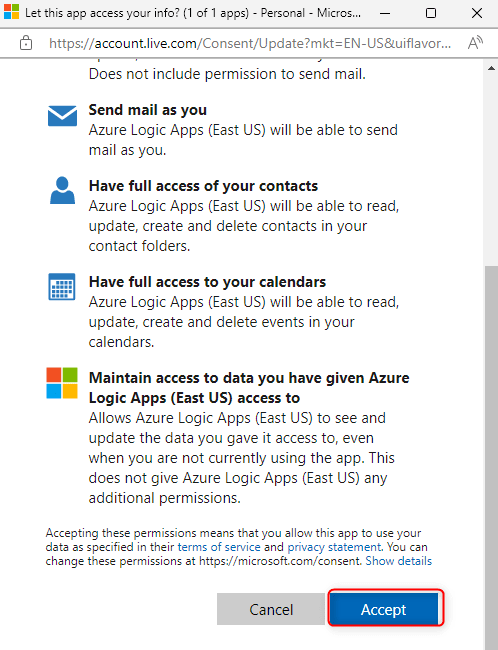 Let this app access your info? (1 of 1 apps) - Personal - Micros...
https://account.live.com/Consent/Update?mkt=EN-US&uiflavor...
Does not include permission to send mail.
Send mail as you
Azure Logic Apps (East US) will be able to send
mail as you.
Have full access of your contacts
Azure Logic Apps (East US) will be able to read,
update, create and delete contacts in your
contact folders.
Have full access to your calendars
Azure Logic Apps (East US) will be able to read,
update, create and delete events in your
calendars.
Maintain access to data you have given Azure
Logic Apps (East US) access to
Allows Azure Logic Apps (East US) to see and
update the data you gave it access to, even
when you are not currently using the app. This
does not give Azure Logic Apps (East US) any
additional permissions.
Accepting these permissions means that you allow this app to use your
data as specified in their terms of service and privacy statement. You can
change these permissions at https://microsoft.com/consent. Show details
Cancel
Accept